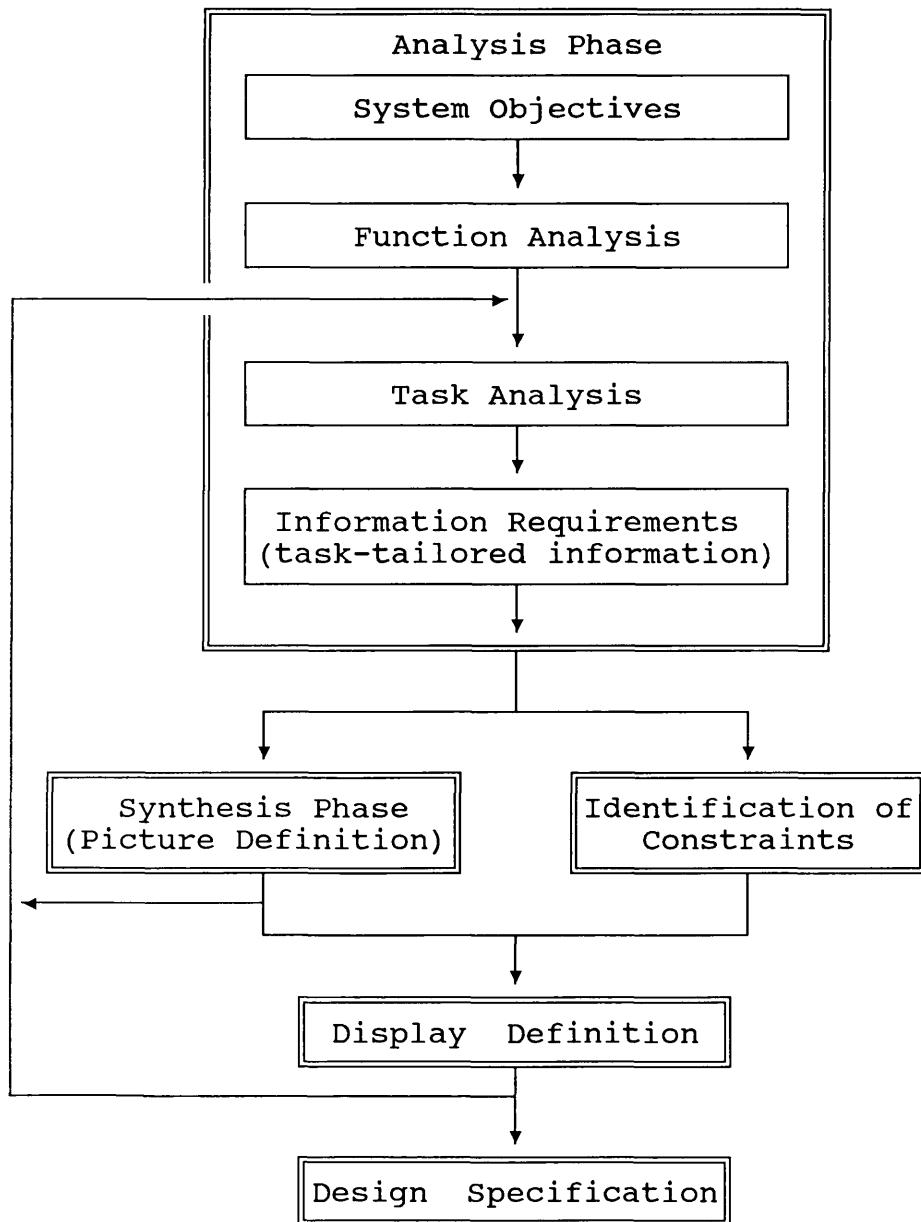 Analysis Phase
System Objectives
Function Analysis
Task Analysis
Information Requirements
(task-tailored information)
Synthesis Phase
(Picture Definition)
Identification of
Constraints
Display Definition
Design Specification